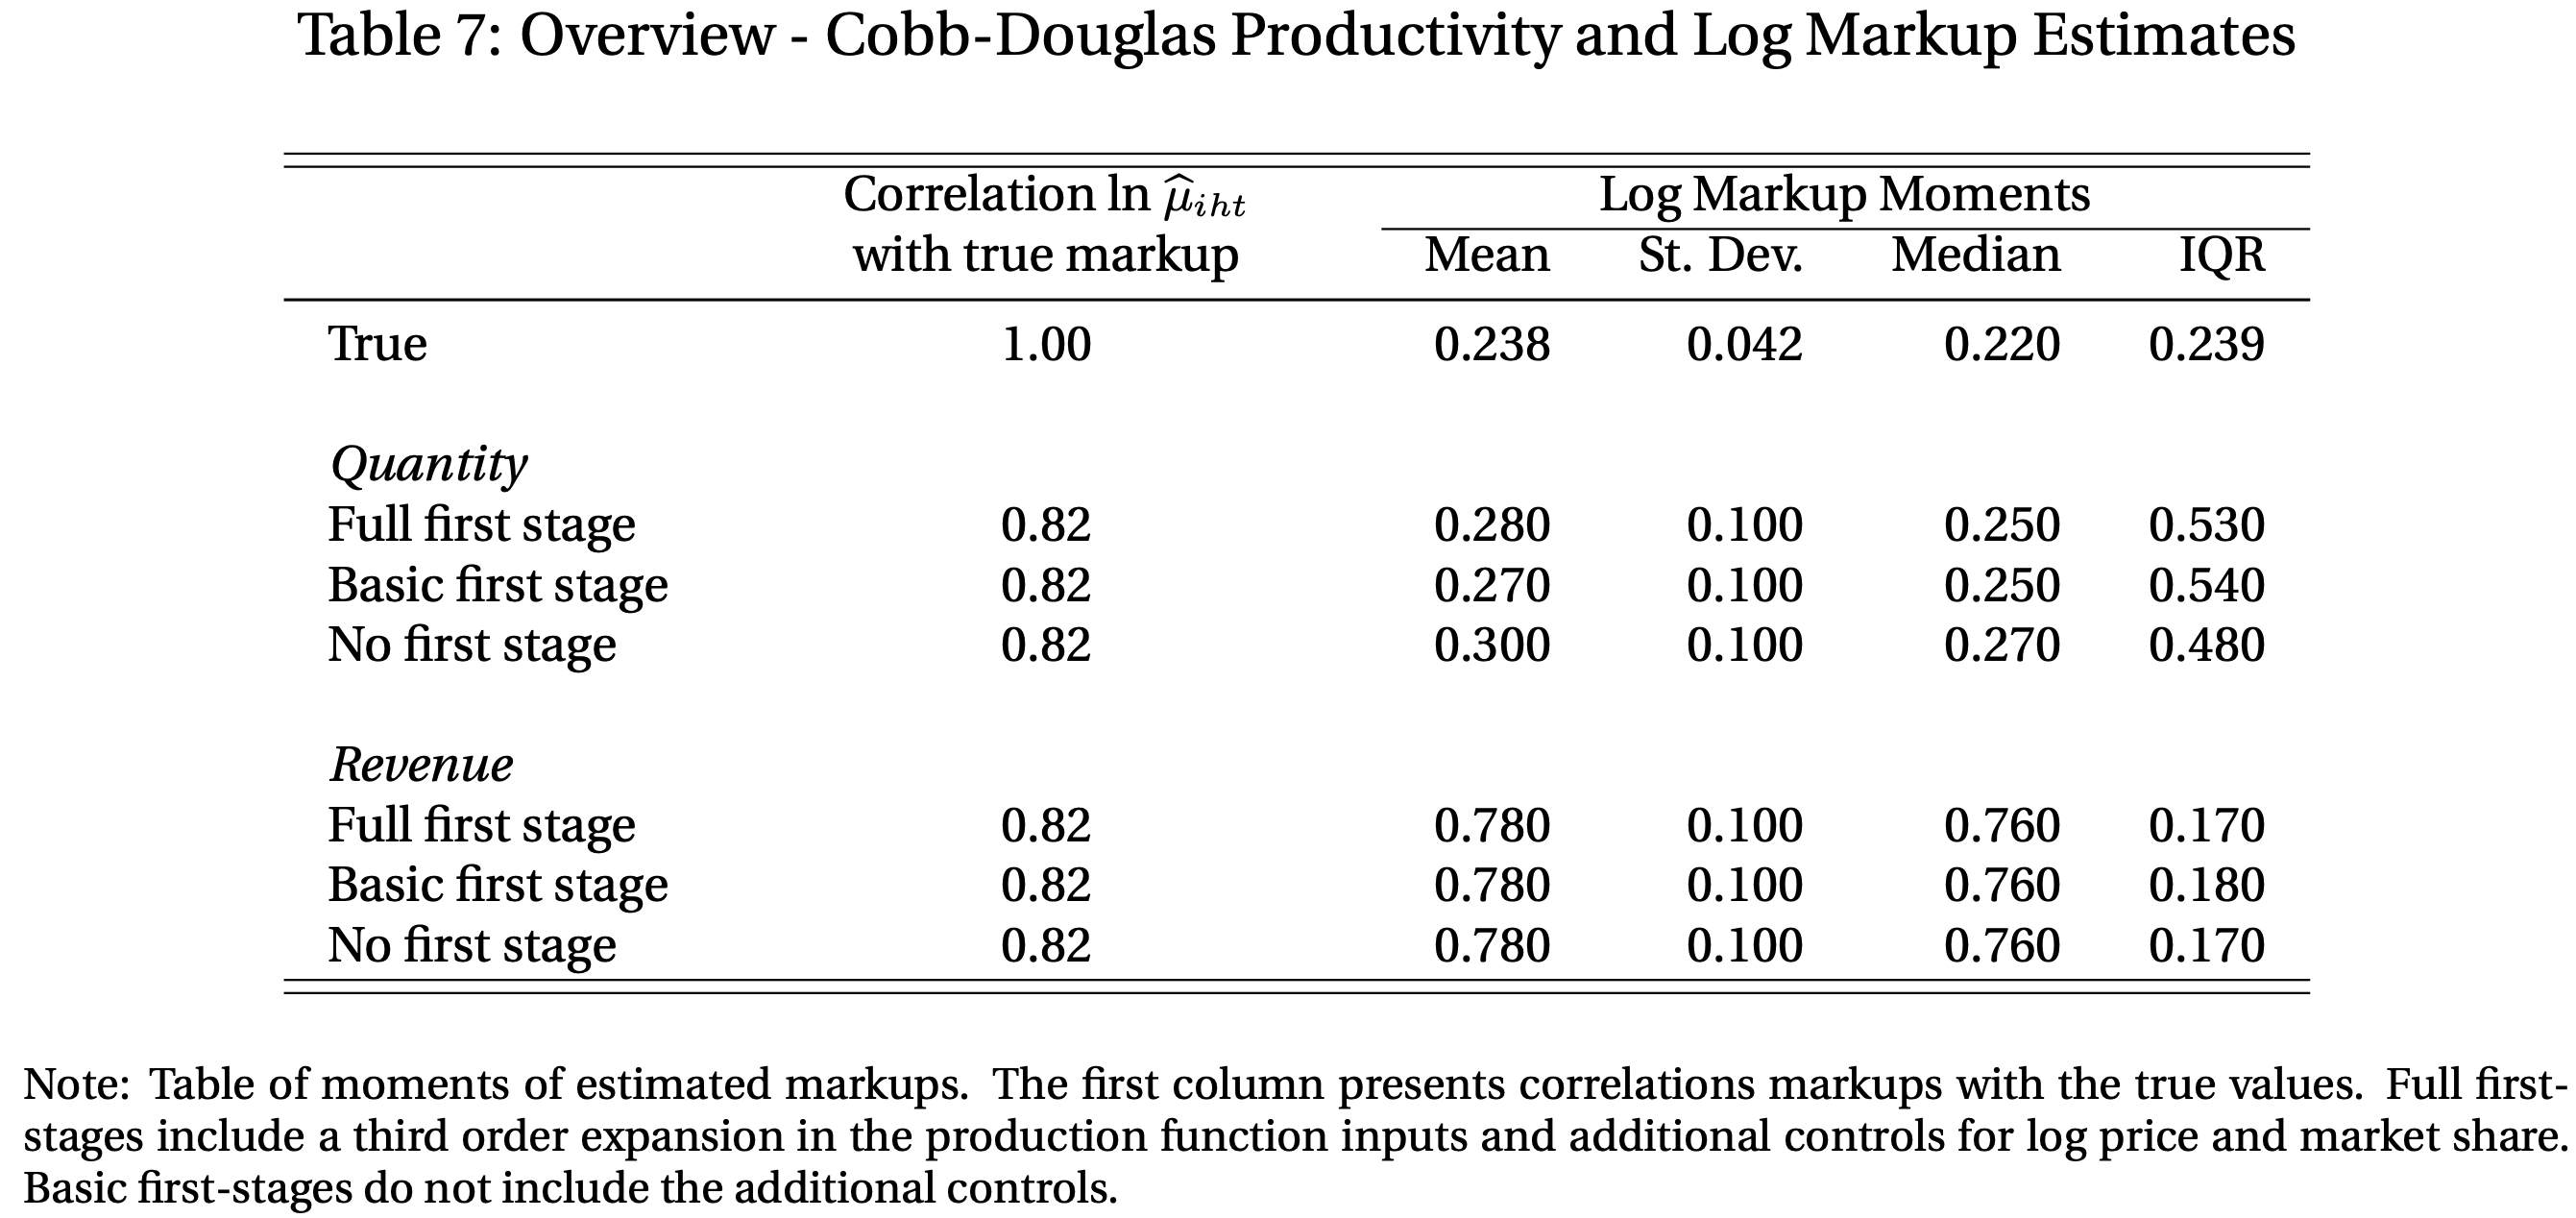 Table 7: Overview - Cobb-Douglas Productivity and Log Markup Estimates
Correlation ln μ̂_iht Log Markup Moments
with true markup Mean St. Dev. Median IQR
True 1.00 0.238 0.042 0.220 0.239
Quantity
Full first stage 0.82 0.280 0.100 0.250 0.530
Basic first stage 0.82 0.270 0.100 0.250 0.540
No first stage 0.82 0.300 0.100 0.270 0.480
Revenue
Full first stage 0.82 0.780 0.100 0.760 0.170
Basic first stage 0.82 0.780 0.100 0.760 0.180
No first stage 0.82 0.780 0.100 0.760 0.170
Note: Table of moments of estimated markups. The first column presents correlations markups with the true values. Full first-
stages include a third order expansion in the production function inputs and additional controls for log price and market share.
Basic first-stages do not include the additional controls.